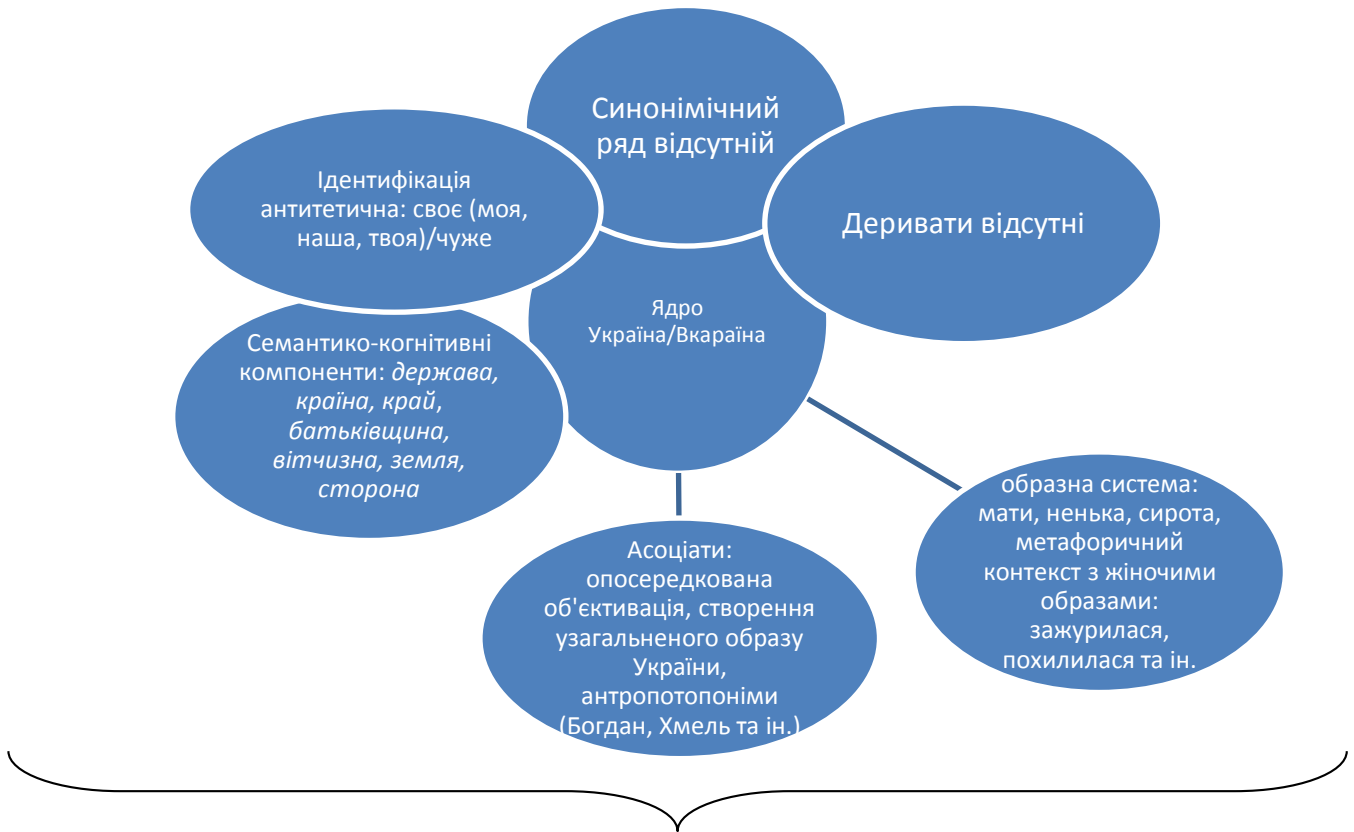 Синонімічний
ряд відсутній
Ідентифікація
антитетична: своє (моя,
наша, твоя)/чуже
Деривати відсутні
Ядро
Україна/Вкараїна
Семантико-когнітивні
компоненти: держава,
країна, край,
батьківщина,
вітчизна, земля,
сторона
образна система:
мати, ненька, сирота,
метафоричний
контекст з жіночими
образами:
зажурилася,
похилилася та ін.
Асоціати:
опосередкована
об'єктивація, створення
узагальненого образу
України,
антропотопоніми
(Богдан, Хмель та ін.)